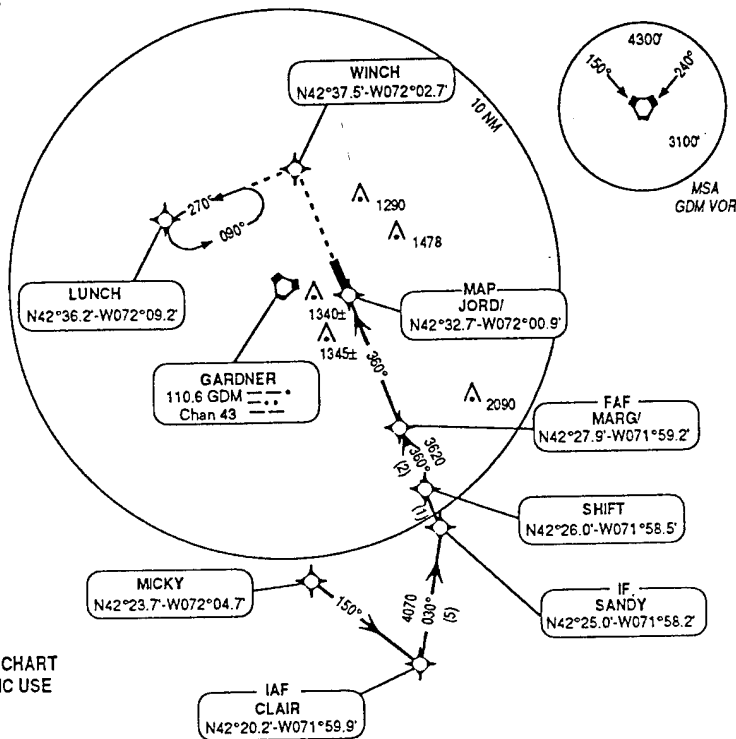 4300'
150°
240°
3100'
MSA
GDM VOR
10 NM
WINCH
N42°37.5'-W072°02.7'
270°
090°
1290
1478
LUNCH
N42°36.2'-W072°09.2'
MAP
JORD/
N42°32.7'-W072°00.9'
1340±
1345±
360°
GARDNER
110.6 GDM
Chan 43
2090
FAF
MARG/
N42°27.9'-W071°59.2'
3620
360°
(2)
SHIFT
N42°26.0'-W071°58.5'
(1)
MICKY
N42°23.7'-W072°04.7'
150°
4070
030°
(5)
IF
SANDY
N42°25.0'-W071°58.2'
CHART
IC USE
IAF
CLAIR
N42°20.2'-W071°59.9'